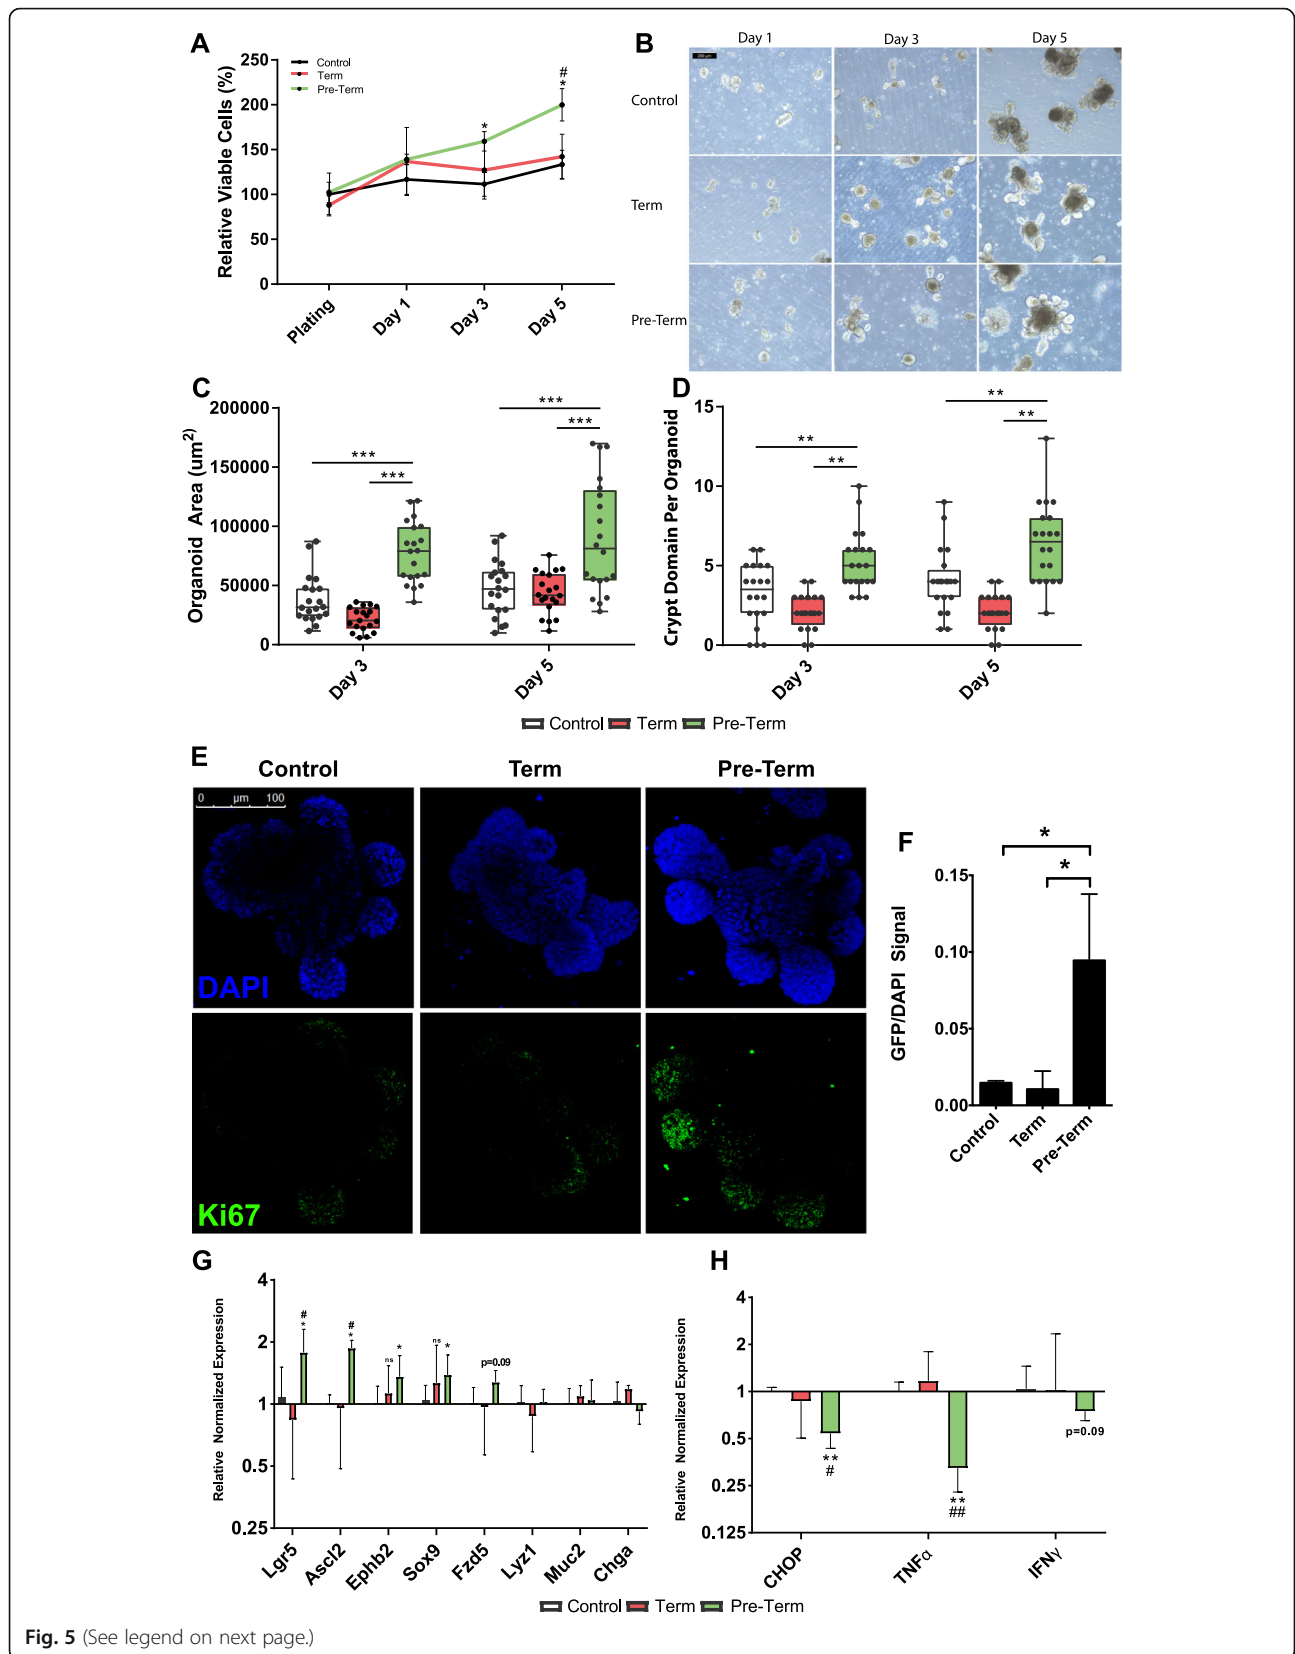 A
Relative Viable Cells (%)
250
200
150
100
50
0
Control
Term
Pre-Term
*
#
*
Plating
Day 1
Day 3
Day 5
B
Day 1
Day 3
Day 5
Control
Term
Pre-Term
C
Organoid Area (um²)
200000
150000
100000
50000
0
***
***
***
***
Day 3
Day 5
D
Crypt Domain Per Organoid
15
10
5
0
**
**
**
**
Day 3
Day 5
Control Term Pre-Term
E
Control
Term
Pre-Term
0 µm 100
DAPI
Ki67
F
GFP/DAPI Signal
0.15
0.10
0.05
0.00
*
*
Control
Term
Pre-Term
G
Relative Normalized Expression
4
2
1
0.5
0.25
#
*
#
*
ns
*
ns
*
p=0.09
Lgr5
Ascl2
Ephb2
Sox9
Fzd5
Lyz1
Muc2
Chga
H
Relative Normalized Expression
4
2
1
0.5
0.25
0.125
**
#
**
##
p=0.09
CHOP
TNFα
IFNγ
Control Term Pre-Term
Fig. 5 (See legend on next page.)